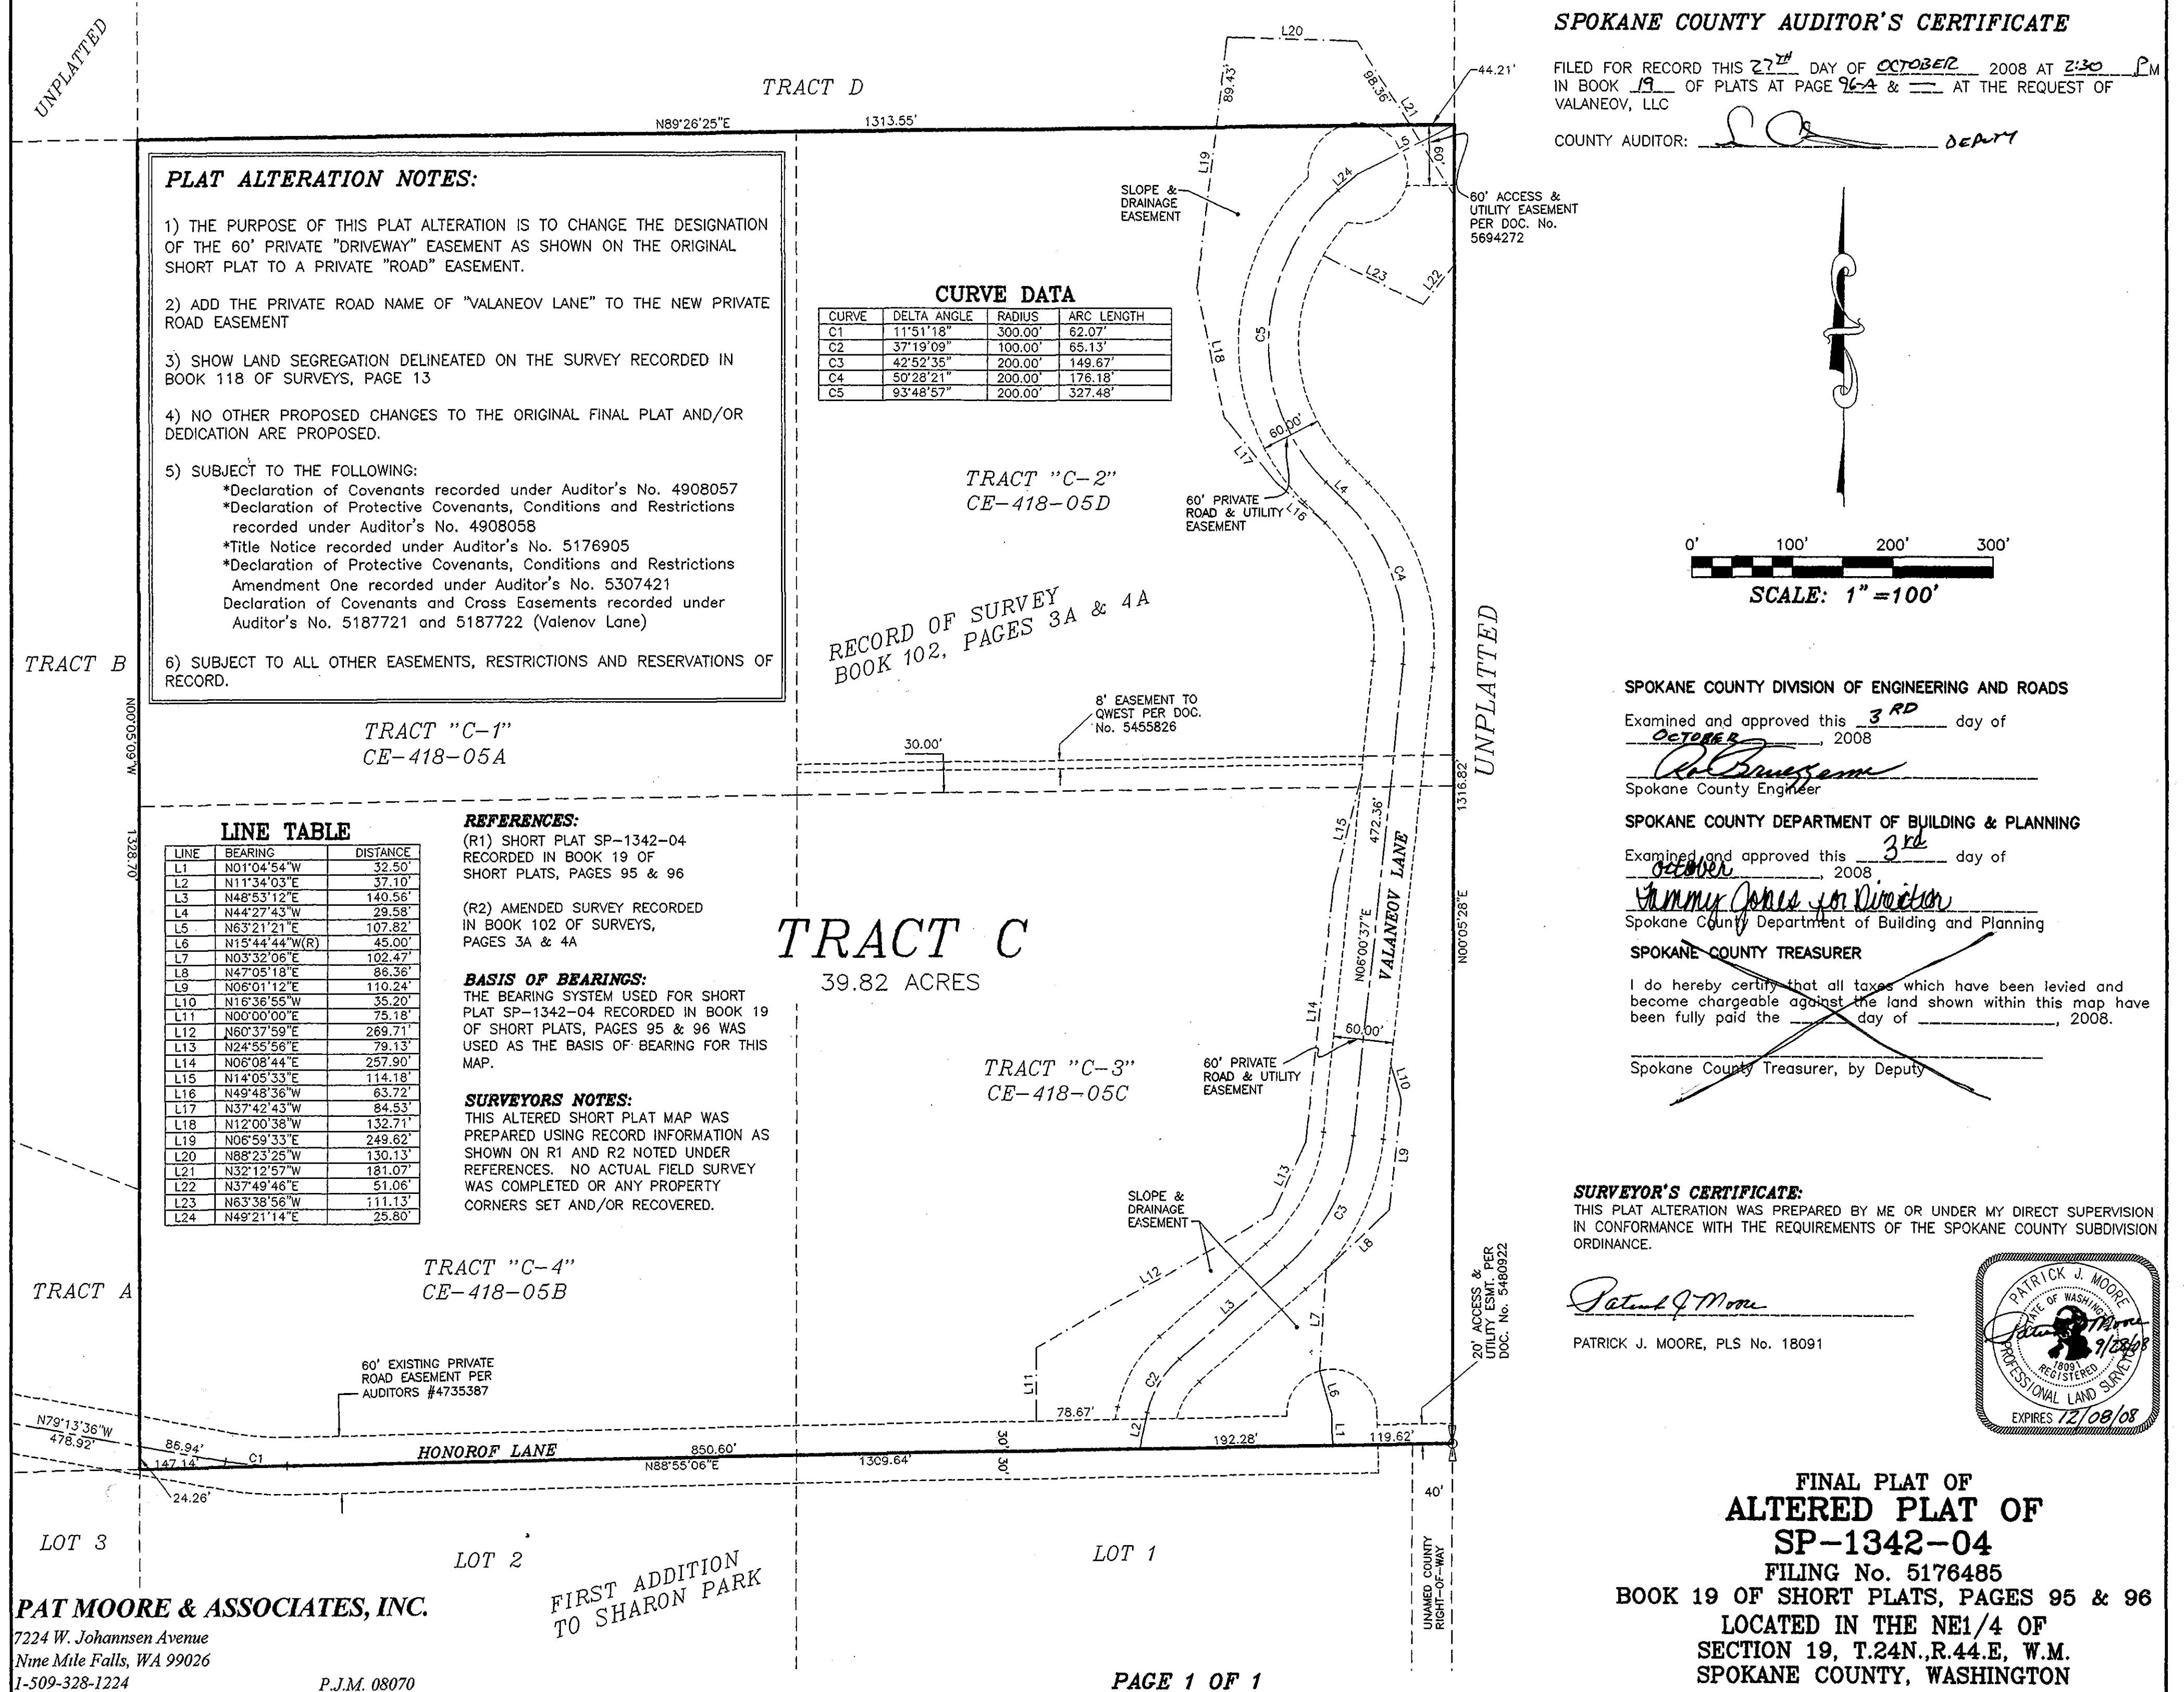 UNPLATTED
TRACT D
N89°26'25"E
1313.55'
L20
89.43'
98.36'
L21
44.21'
L19
L5
60'
L24
SLOPE &
DRAINAGE
EASEMENT
60' ACCESS &
UTILITY EASEMENT
PER DOC. No.
5694272
L23
L22
PLAT ALTERATION NOTES:
1) THE PURPOSE OF THIS PLAT ALTERATION IS TO CHANGE THE DESIGNATION
OF THE 60' PRIVATE "DRIVEWAY" EASEMENT AS SHOWN ON THE ORIGINAL
SHORT PLAT TO A PRIVATE "ROAD" EASEMENT.
2) ADD THE PRIVATE ROAD NAME OF "VALANEOV LANE" TO THE NEW PRIVATE
ROAD EASEMENT
3) SHOW LAND SEGREGATION DELINEATED ON THE SURVEY RECORDED IN
BOOK 118 OF SURVEYS, PAGE 13
4) NO OTHER PROPOSED CHANGES TO THE ORIGINAL FINAL PLAT AND/OR
DEDICATION ARE PROPOSED.
5) SUBJECT TO THE FOLLOWING:
*Declaration of Covenants recorded under Auditor's No. 4908057
*Declaration of Protective Covenants, Conditions and Restrictions
recorded under Auditor's No. 4908058
*Title Notice recorded under Auditor's No. 5176905
*Declaration of Protective Covenants, Conditions and Restrictions
Amendment One recorded under Auditor's No. 5307421
Declaration of Covenants and Cross Easements recorded under
Auditor's No. 5187721 and 5187722 (Valenov Lane)
6) SUBJECT TO ALL OTHER EASEMENTS, RESTRICTIONS AND RESERVATIONS OF
RECORD.
CURVE DATA
CURVE DELTA ANGLE RADIUS ARC LENGTH
C1 11°51'18" 300.00' 62.07'
C2 37°19'09" 100.00' 65.13'
C3 42°52'35" 200.00' 149.67'
C4 50°28'21" 200.00' 176.18'
C5 93°48'57" 200.00' 327.48'
C5
L18
60.00'
L17
L4
L16
TRACT "C-2"
CE-418-05D
60' PRIVATE
ROAD & UTILITY
EASEMENT
C4
RECORD OF SURVEY
BOOK 102, PAGES 3A & 4A
UNPLATTED
TRACT B
N00°05'09"W
1328.70'
TRACT "C-1"
CE-418-05A
8' EASEMENT TO
QWEST PER DOC.
No. 5455826
30.00'
1316.82'
N00°05'28"E
LINE TABLE
LINE BEARING DISTANCE
L1 N01°04'54"W 32.50'
L2 N11°34'03"E 37.10'
L3 N48°53'12"E 140.56'
L4 N44°27'43"W 29.58'
L5 N63°21'21"E 107.82'
L6 N15°44'44"W(R) 45.00'
L7 N03°32'06"E 102.47'
L8 N47°05'18"E 86.36'
L9 N06°01'12"E 110.24'
L10 N16°36'55"W 35.20'
L11 N00°00'00"E 75.18'
L12 N60°37'59"E 269.71'
L13 N24°55'56"E 79.13'
L14 N06°08'44"E 257.90'
L15 N14°05'33"E 114.18'
L16 N49°48'36"W 63.72'
L17 N37°42'43"W 84.53'
L18 N12°00'38"W 132.71'
L19 N06°59'33"E 249.62'
L20 N88°23'25"W 130.13'
L21 N32°12'57"W 181.07'
L22 N37°49'46"E 51.06'
L23 N63°38'56"W 111.13'
L24 N49°21'14"E 25.80'
REFERENCES:
(R1) SHORT PLAT SP-1342-04
RECORDED IN BOOK 19 OF
SHORT PLATS, PAGES 95 & 96
(R2) AMENDED SURVEY RECORDED
IN BOOK 102 OF SURVEYS,
PAGES 3A & 4A
BASIS OF BEARINGS:
THE BEARING SYSTEM USED FOR SHORT
PLAT SP-1342-04 RECORDED IN BOOK 19
OF SHORT PLATS, PAGES 95 & 96 WAS
USED AS THE BASIS OF BEARING FOR THIS
MAP.
SURVEYORS NOTES:
THIS ALTERED SHORT PLAT MAP WAS
PREPARED USING RECORD INFORMATION AS
SHOWN ON R1 AND R2 NOTED UNDER
REFERENCES. NO ACTUAL FIELD SURVEY
WAS COMPLETED OR ANY PROPERTY
CORNERS SET AND/OR RECOVERED.
TRACT C
39.82 ACRES
L15
472.36'
N06°00'37"E
VALANEOV LANE
L14
60.00'
60' PRIVATE
ROAD & UTILITY
EASEMENT
L10
TRACT "C-3"
CE-418-05C
L9
L13
SLOPE &
DRAINAGE
EASEMENT
C3
L8
L12
L3
L7
TRACT "C-4"
CE-418-05B
TRACT A
20' ACCESS &
UTILITY ESMT. PER
DOC. No. 5480922
60' EXISTING PRIVATE
ROAD EASEMENT PER
AUDITORS #4735387
L11
C2
L6
78.67'
L2
L1
N79°13'36"W
478.92'
86.94'
147.14'
C1
HONOROF LANE
850.60'
N88°55'06"E
1309.64'
30'
30'
192.28'
119.62'
24.26'
40'
UNAMED COUNTY
RIGHT-OF-WAY
LOT 3
LOT 2
LOT 1
FIRST ADDITION
TO SHARON PARK
PAT MOORE & ASSOCIATES, INC.
7224 W. Johannsen Avenue
Nine Mile Falls, WA 99026
1-509-328-1224
P.J.M. 08070
PAGE 1 OF 1
SPOKANE COUNTY AUDITOR'S CERTIFICATE
FILED FOR RECORD THIS 27TH DAY OF OCTOBER 2008 AT 2:30 PM
IN BOOK 19 OF PLATS AT PAGE 96-A & — AT THE REQUEST OF
VALANEOV, LLC
COUNTY AUDITOR: DEPUTY
0' 100' 200' 300'
SCALE: 1"=100'
SPOKANE COUNTY DIVISION OF ENGINEERING AND ROADS
Examined and approved this 3RD day of
OCTOBER, 2008
Spokane County Engineer
SPOKANE COUNTY DEPARTMENT OF BUILDING & PLANNING
Examined and approved this 3rd day of
October, 2008
Tammy Jones for Director
Spokane County Department of Building and Planning
SPOKANE COUNTY TREASURER
I do hereby certify that all taxes which have been levied and
become chargeable against the land shown within this map have
been fully paid the ______ day of ______________, 2008.
Spokane County Treasurer, by Deputy
SURVEYOR'S CERTIFICATE:
THIS PLAT ALTERATION WAS PREPARED BY ME OR UNDER MY DIRECT SUPERVISION
IN CONFORMANCE WITH THE REQUIREMENTS OF THE SPOKANE COUNTY SUBDIVISION
ORDINANCE.
Patrick J Moore
PATRICK J. MOORE, PLS No. 18091
PATRICK J. MOORE
STATE OF WASHINGTON
Patrick J Moore
9/28/08
18091
REGISTERED
PROFESSIONAL LAND SURVEYOR
EXPIRES 12/08/08
FINAL PLAT OF
ALTERED PLAT OF
SP-1342-04
FILING No. 5176485
BOOK 19 OF SHORT PLATS, PAGES 95 & 96
LOCATED IN THE NE1/4 OF
SECTION 19, T.24N.,R.44.E, W.M.
SPOKANE COUNTY, WASHINGTON